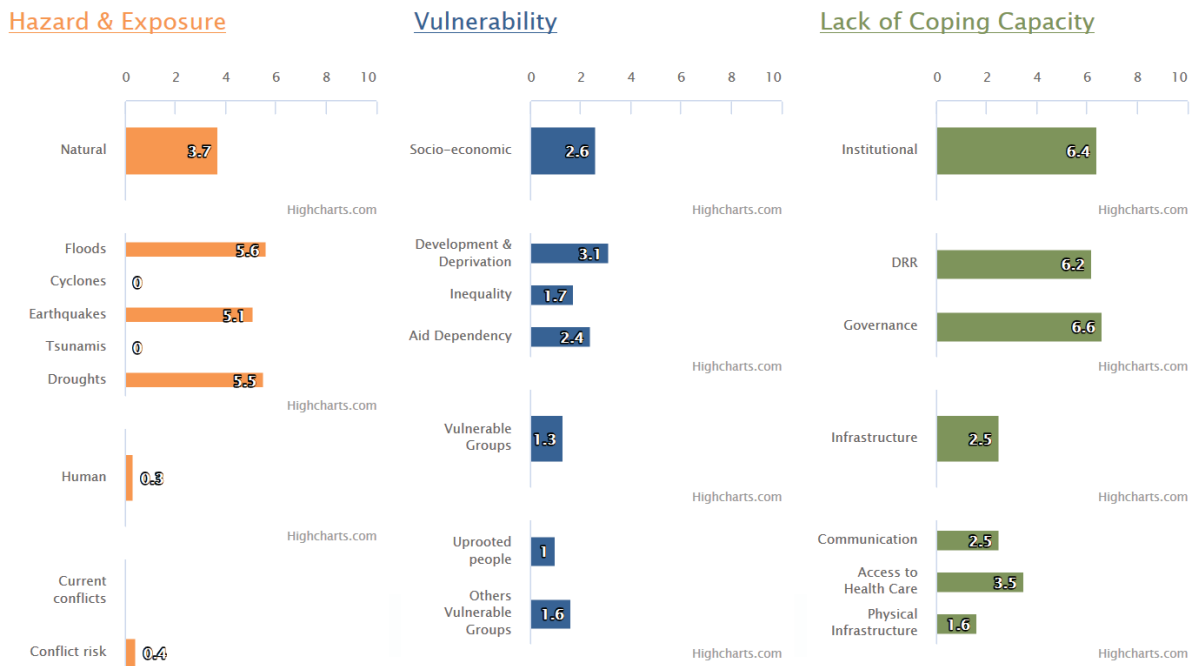 Hazard & Exposure
0 2 4 6 8 10
Natural
3.7
Highcharts.com
Floods
5.6
Cyclones
0
Earthquakes
5.1
Tsunamis
0
Droughts
5.5
Highcharts.com
Human
0.3
Highcharts.com
Current
conflicts
Conflict risk
0.4
Vulnerability
0 2 4 6 8 10
Socio-economic
2.6
Highcharts.com
Development &
Deprivation
3.1
Inequality
1.7
Aid Dependency
2.4
Highcharts.com
Vulnerable
Groups
1.3
Highcharts.com
Uprooted
people
1
Others
Vulnerable
Groups
1.6
Highcharts.com
Lack of Coping Capacity
0 2 4 6 8 10
Institutional
6.4
Highcharts.com
DRR
6.2
Governance
6.6
Highcharts.com
Infrastructure
2.5
Highcharts.com
Communication
2.5
Access to
Health Care
3.5
Physical
Infrastructure
1.6
Highcharts.com